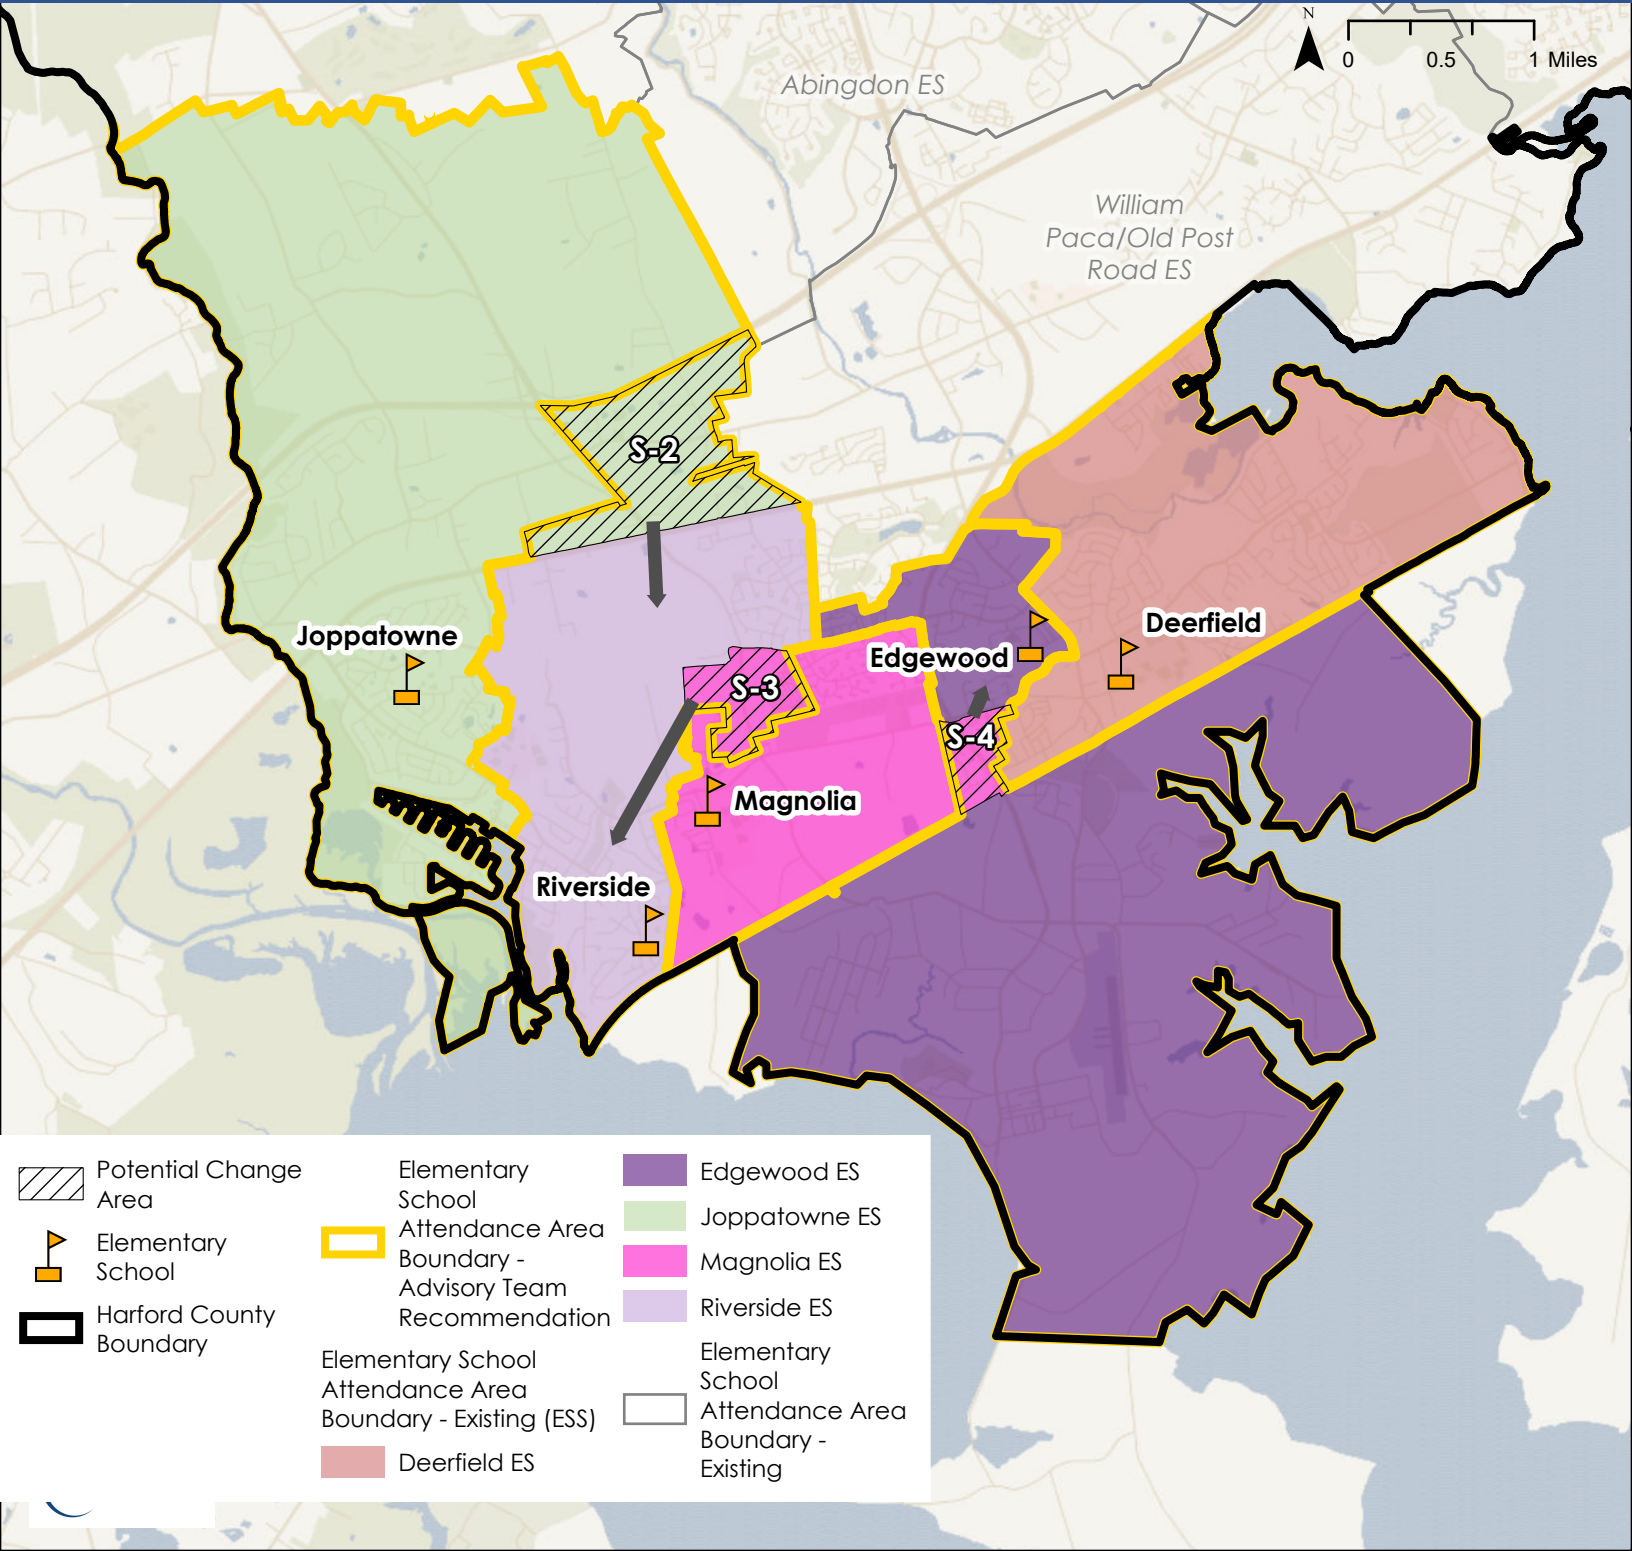 N
0
0.5
1 Miles
Abingdon ES
William
Paca/Old Post
Road ES
S-2
Joppatowne
Deerfield
Edgewood
S-3
S-4
Magnolia
Riverside
Potential Change
Area
Elementary
School
Harford County
Boundary
Elementary
School
Attendance Area
Boundary -
Advisory Team
Recommendation
Elementary School
Attendance Area
Boundary - Existing (ESS)
Deerfield ES
Edgewood ES
Joppatowne ES
Magnolia ES
Riverside ES
Elementary
School
Attendance Area
Boundary -
Existing